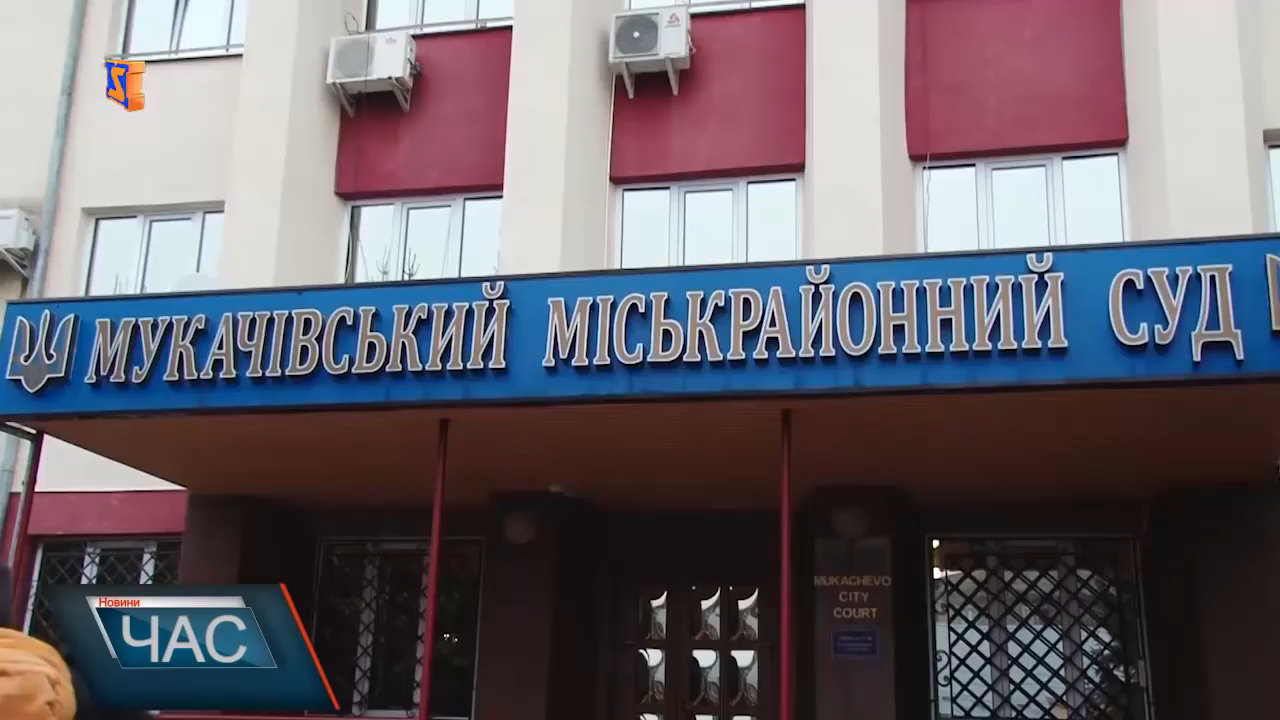 МУКАЧІВСЬКИЙ МІСЬКРАЙОННИЙ СУД
MUKACHEVO
CITY
COURT
Новини
ЧАС